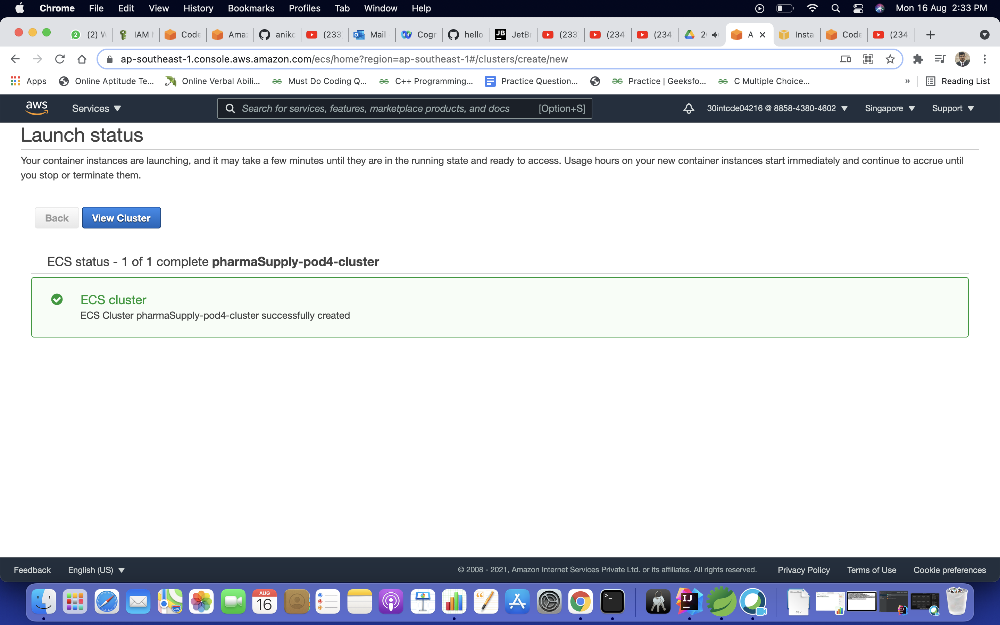 Chrome File Edit View History Bookmarks Profiles Tab Window Help Mon 16 Aug 2:33 PM
2 (2) W IAM Code Amaz aniko (233 Mail Cogn hello JB JetBr (233 (234 (234 2 A Insta Code (234
ap-southeast-1.console.aws.amazon.com/ecs/home?region=ap-southeast-1#/clusters/create/new
Apps Online Aptitude Te... Online Verbal Abili... Must Do Coding Q... C++ Programming... Practice Question... Practice | Geeksfo... C Multiple Choice... » Reading List
aws Services Search for services, features, marketplace products, and docs [Option+S] 30intcde04216 @ 8858-4380-4602 Singapore Support
Launch status
Your container instances are launching, and it may take a few minutes until they are in the running state and ready to access. Usage hours on your new container instances start immediately and continue to accrue until
you stop or terminate them.
Back View Cluster
ECS status - 1 of 1 complete pharmaSupply-pod4-cluster
ECS cluster
ECS Cluster pharmaSupply-pod4-cluster successfully created
Feedback English (US) © 2008 - 2021, Amazon Internet Services Private Ltd. or its affiliates. All rights reserved. Privacy Policy Terms of Use Cookie preferences
AUG
16
280
>_
IJ
CSV